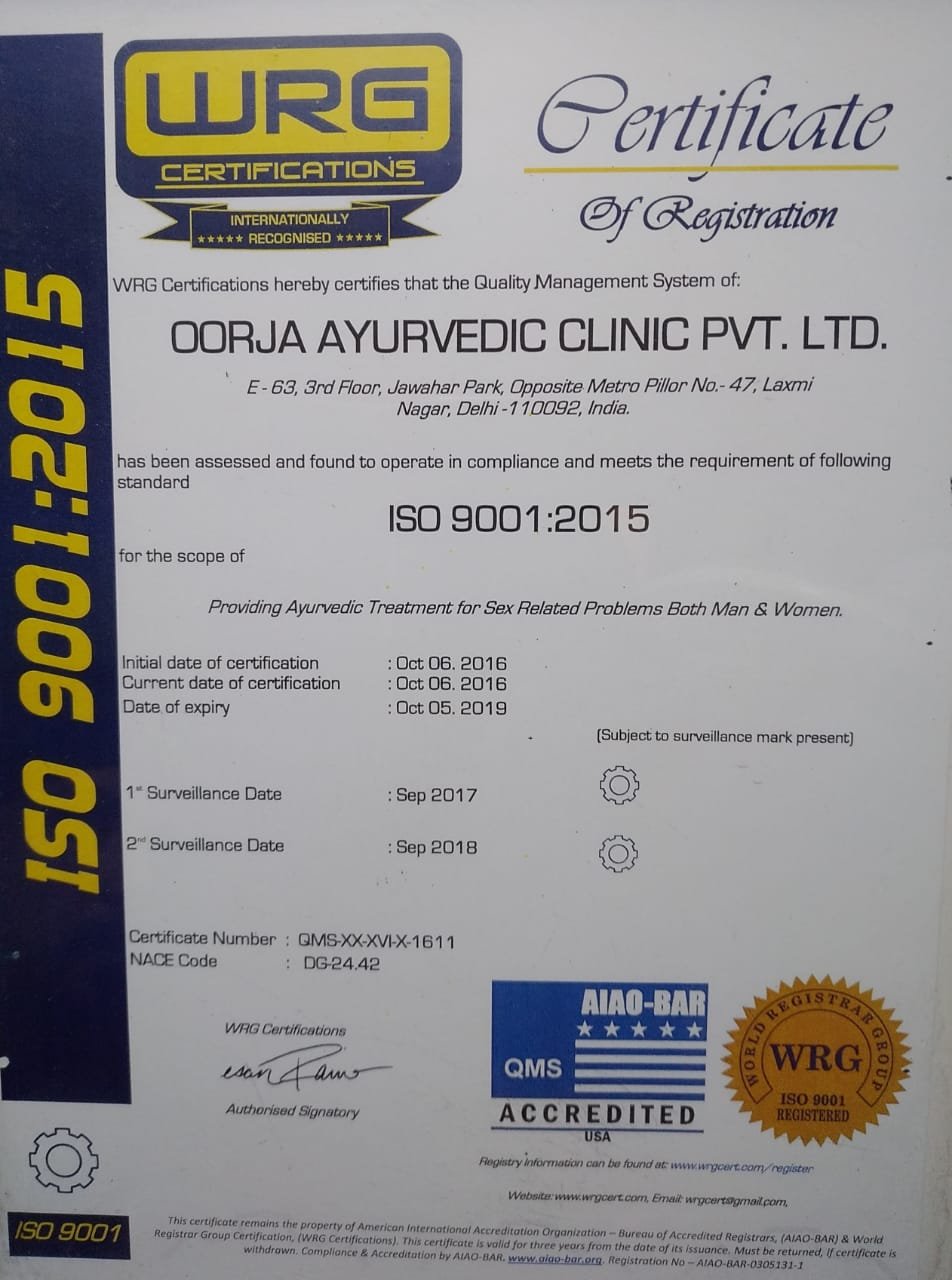 WRG
CERTIFICATIONS
INTERNATIONALLY
★★★★★ RECOGNISED ★★★★★
Certificate
Of Registration
ISO 9001:2015
WRG Certifications hereby certifies that the Quality Management System of:
OORJA AYURVEDIC CLINIC PVT. LTD.
E - 63, 3rd Floor, Jawahar Park, Opposite Metro Pillor No.- 47, Laxmi
Nagar, Delhi -110092, India.
has been assessed and found to operate in compliance and meets the requirement of following
standard
ISO 9001:2015
for the scope of
Providing Ayurvedic Treatment for Sex Related Problems Both Man & Women.
Initial date of certification : Oct 06. 2016
Current date of certification : Oct 06. 2016
Date of expiry : Oct 05. 2019
(Subject to surveillance mark present)
1st Surveillance Date : Sep 2017
2nd Surveillance Date : Sep 2018
Certificate Number : QMS-XX-XVI-X-1611
NACE Code : DG-24.42
WRG Certifications
Authorised Signatory
AIAO-BAR
★ ★ ★ ★ ★
QMS
ACCREDITED
USA
WORLD REGISTRAR GROUP
WRG
ISO 9001
REGISTERED
Registry Information can be found at: www.wrgcert.com/register
Website: www.wrgcert.com, Email: wrgcert@gmail.com,
ISO 9001
This certificate remains the property of American International Accreditation Organization – Bureau of Accredited Registrars, (AIAO-BAR) & World
Registrar Group Certification, (WRG Certifications). This certificate is valid for three years from the date of its issuance. Must be returned, If certificate is
withdrawn. Compliance & Accreditation by AIAO-BAR. www.aiao-bar.org. Registration No – AIAO-BAR-0305131-1